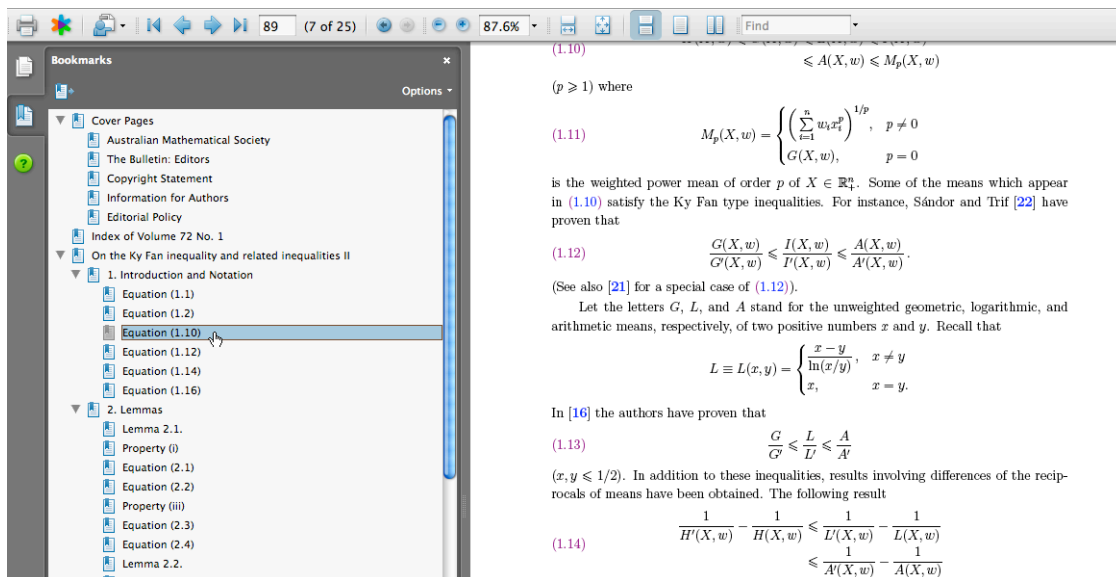 89 (7 of 25) 87.6% Find
Bookmarks
Options
Cover Pages
Australian Mathematical Society
The Bulletin: Editors
Copyright Statement
Information for Authors
Editorial Policy
Index of Volume 72 No. 1
On the Ky Fan inequality and related inequalities II
1. Introduction and Notation
Equation (1.1)
Equation (1.2)
Equation (1.10)
Equation (1.12)
Equation (1.14)
Equation (1.16)
2. Lemmas
Lemma 2.1.
Property (i)
Equation (2.1)
Equation (2.2)
Property (iii)
Equation (2.3)
Equation (2.4)
Lemma 2.2.
(1.10)
⩽ A(X, w) ⩽ M_p(X, w)
(p ⩾ 1) where
(1.11) M_p(X, w) = { (∑_{i=1}^{n} w_i x_i^p)^{1/p}, p ≠ 0
G(X, w), p = 0
is the weighted power mean of order p of X ∈ ℝ₊ⁿ. Some of the means which appear
in (1.10) satisfy the Ky Fan type inequalities. For instance, Sándor and Trif [22] have
proven that
(1.12) G(X, w)/G′(X, w) ⩽ I(X, w)/I′(X, w) ⩽ A(X, w)/A′(X, w).
(See also [21] for a special case of (1.12)).
Let the letters G, L, and A stand for the unweighted geometric, logarithmic, and
arithmetic means, respectively, of two positive numbers x and y. Recall that
L ≡ L(x, y) = { (x − y)/ln(x/y), x ≠ y
x, x = y.
In [16] the authors have proven that
(1.13) G/G′ ⩽ L/L′ ⩽ A/A′
(x, y ⩽ 1/2). In addition to these inequalities, results involving differences of the recip-
rocals of means have been obtained. The following result
(1.14) 1/H′(X, w) − 1/H(X, w) ⩽ 1/L′(X, w) − 1/L(X, w)
⩽ 1/A′(X, w) − 1/A(X, w)